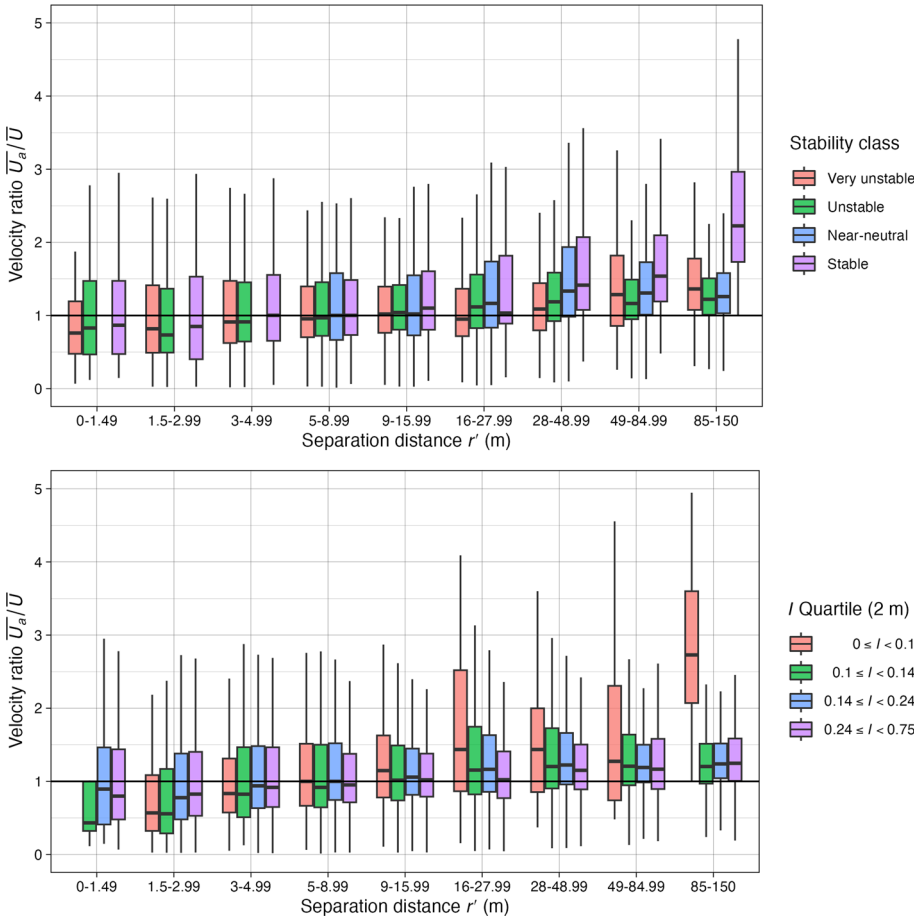 5
4
3
2
1
0
Velocity ratio U̅a̅/U̅
0-1.49 1.5-2.99 3-4.99 5-8.99 9-15.99 16-27.99 28-48.99 49-84.99 85-150
Separation distance r′ (m)
Stability class
Very unstable
Unstable
Near-neutral
Stable
5
4
3
2
1
0
Velocity ratio U̅a̅/U̅
0-1.49 1.5-2.99 3-4.99 5-8.99 9-15.99 16-27.99 28-48.99 49-84.99 85-150
Separation distance r′ (m)
I Quartile (2 m)
0 ≤ I < 0.1
0.1 ≤ I < 0.14
0.14 ≤ I < 0.24
0.24 ≤ I < 0.75